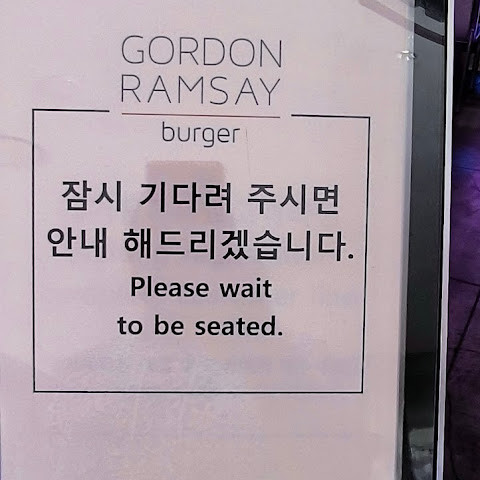 GORDON
RAMSAY
burger
잠시 기다려 주시면
안내 해드리겠습니다.
Please wait
to be seated.